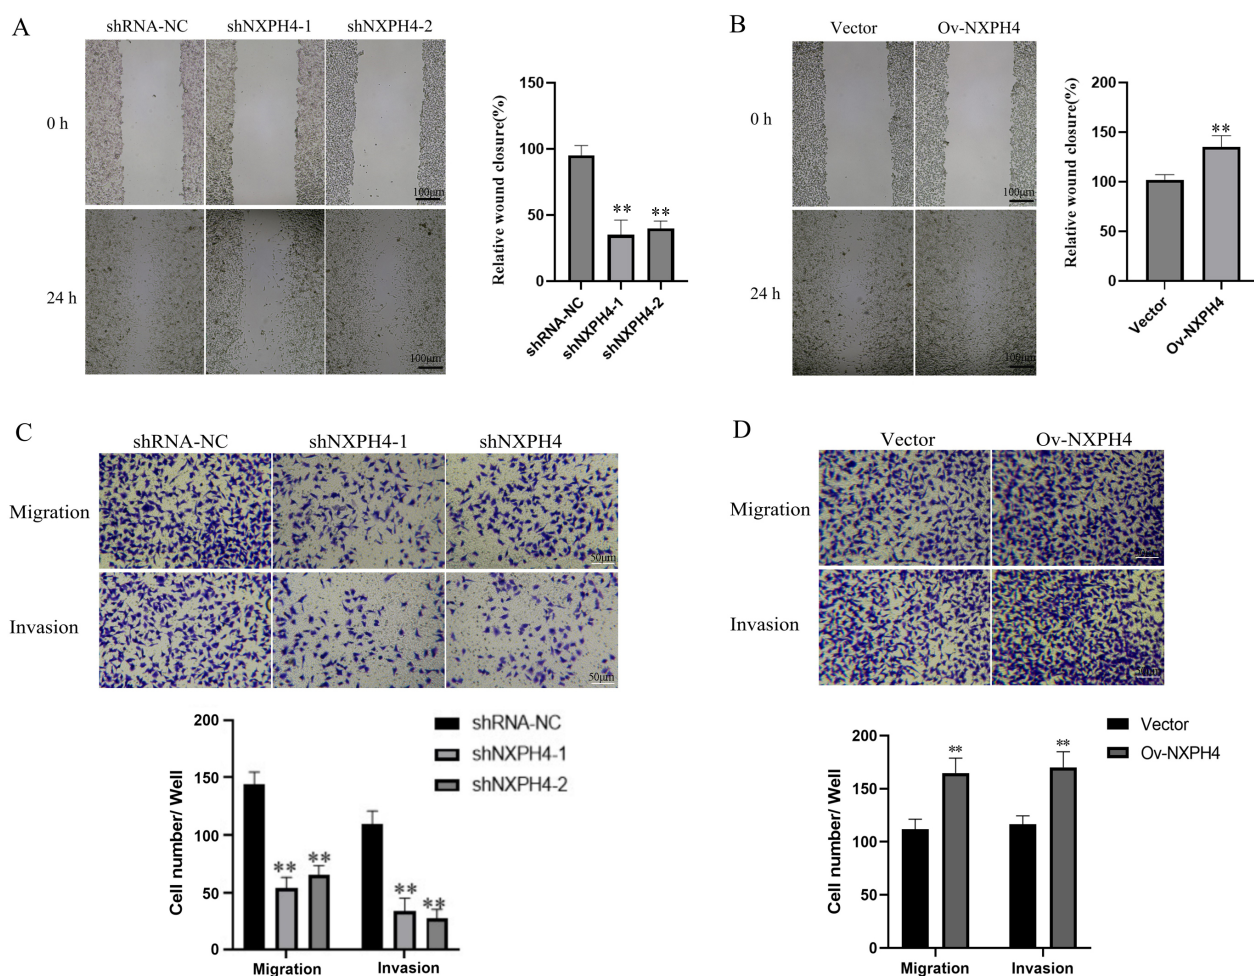 A
shRNA-NC shNXPH4-1 shNXPH4-2
0 h
100μm
24 h
100μm
Relative wound closure(%)
150
100
50
0
**
**
shRNA-NC
shNXPH4-1
shNXPH4-2
B
Vector Ov-NXPH4
0 h
100μm
24 h
100μm
Relative wound closure(%)
200
150
100
50
0
**
Vector
Ov-NXPH4
C
shRNA-NC shNXPH4-1 shNXPH4
Migration
50μm
Invasion
50μm
Cell number/ Well
200
150
100
50
0
**
**
**
**
Migration Invasion
shRNA-NC
shNXPH4-1
shNXPH4-2
D
Vector Ov-NXPH4
Migration
Invasion
Cell number/ Well
200
150
100
50
0
**
**
Migration Invasion
Vector
Ov-NXPH4